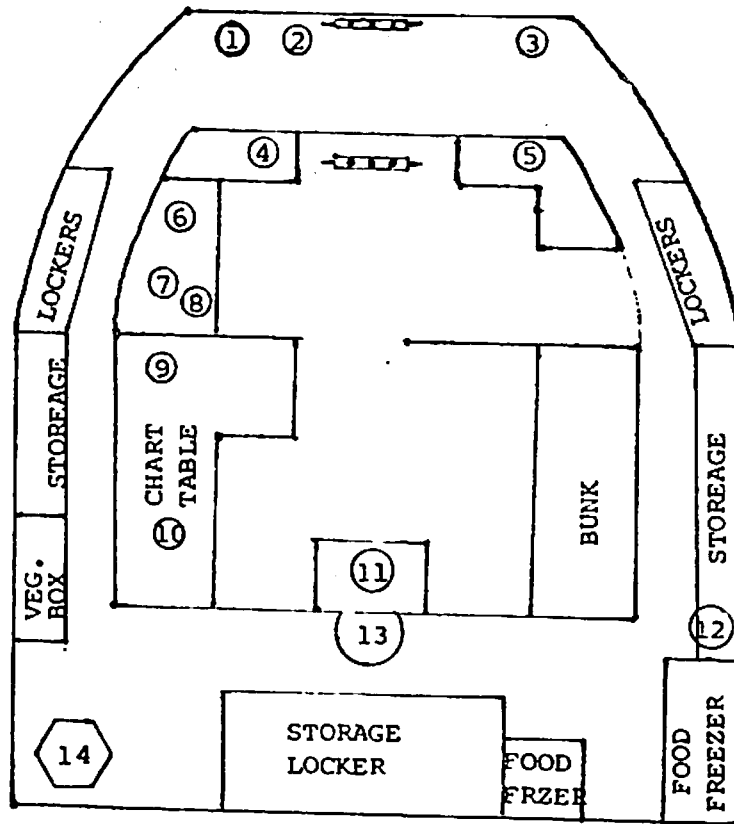 1
2
3
4
5
6
7
8
LOCKERS
LOCKERS
9
STOREAGE
CHART
TABLE
10
BUNK
STOREAGE
11
VEG.
BOX
12
13
14
STORAGE
LOCKER
FOOD
FRZER
FOOD
FREEZER